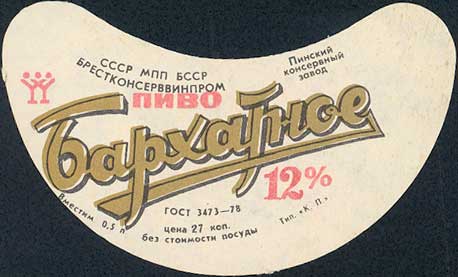 СССР МПП БССР
БРЕСТКОНСЕРВВИНПРОМ
Пинский
консервный
завод
ПИВО
Бархатное
12%
Вместим. 0,5 л
ГОСТ 3473—78
цена 27 коп.
без стоимости посуды
Тип. «К. П.»